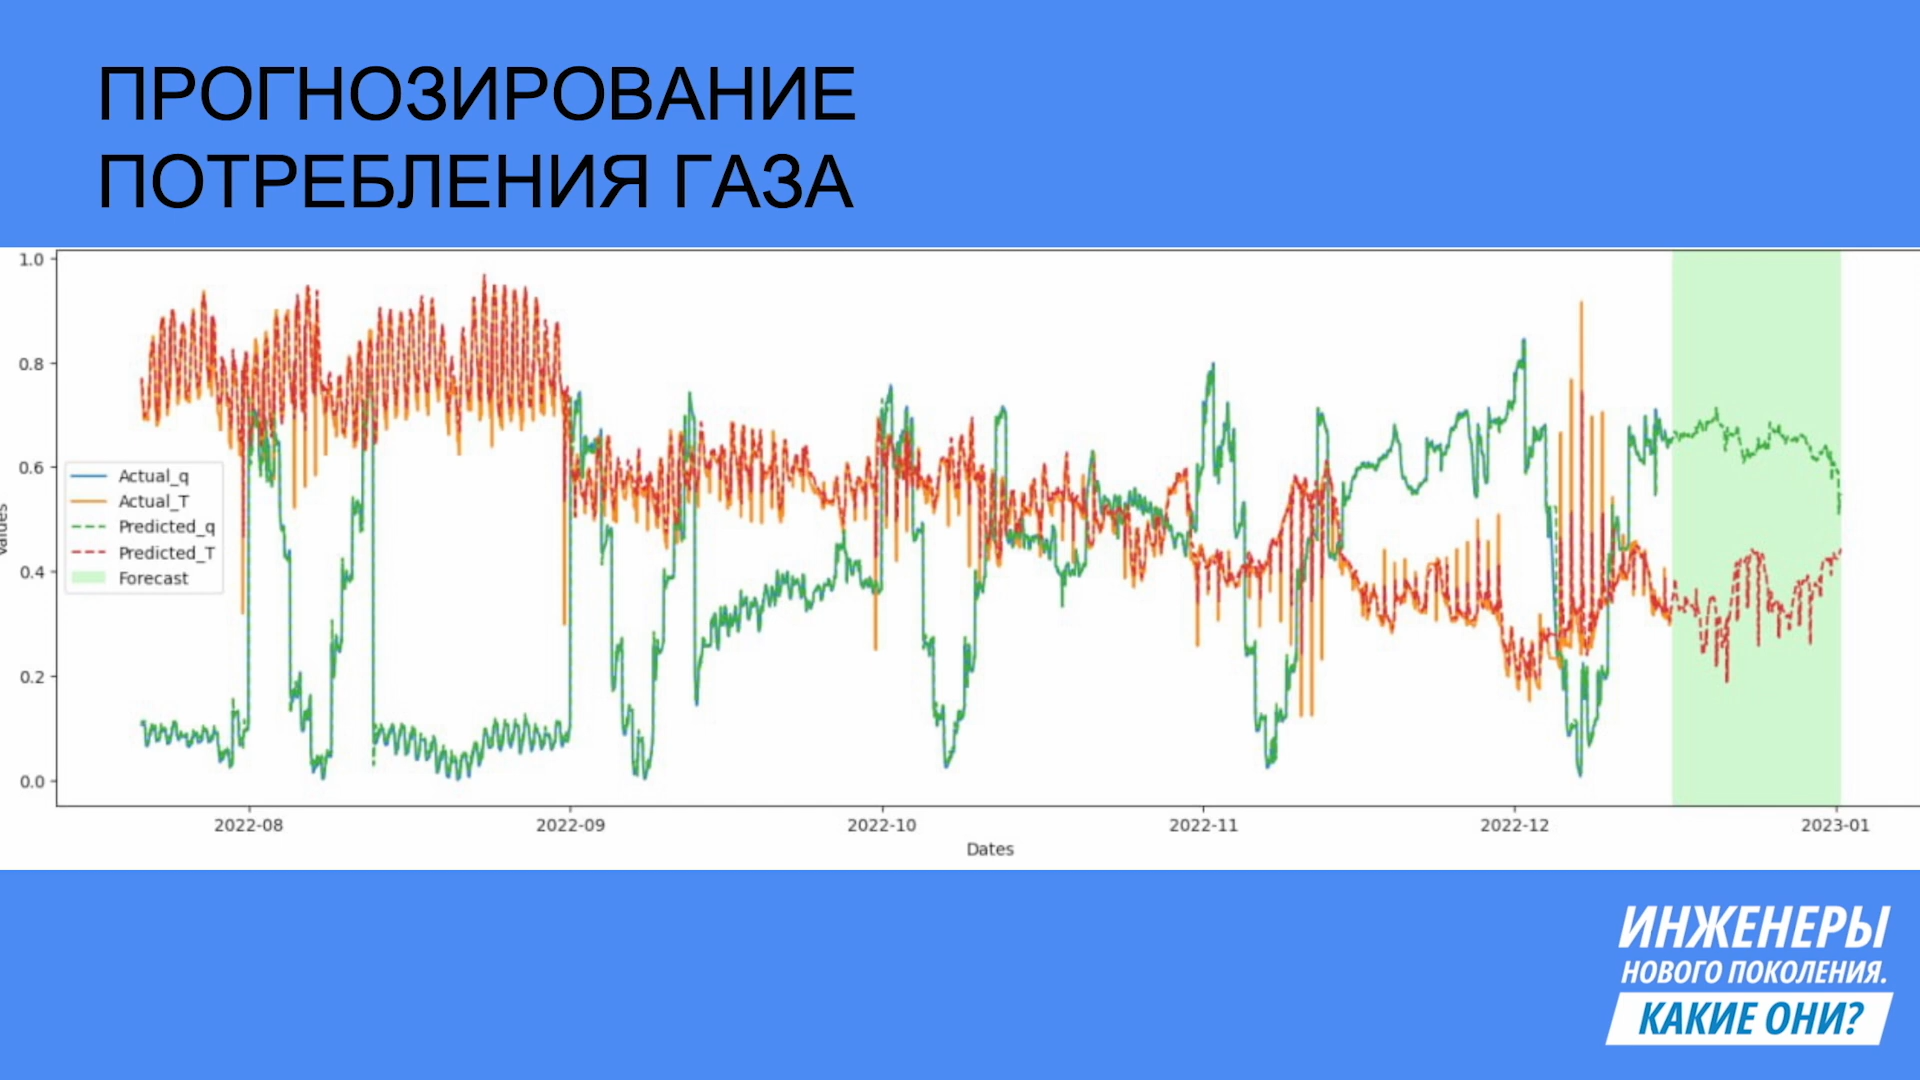 ПРОГНОЗИРОВАНИЕ
ПОТРЕБЛЕНИЯ ГАЗА
1.0
0.8
0.6
0.4
0.2
0.0
Actual_q
Actual_T
Predicted_q
Predicted_T
Forecast
2022-08 2022-09 2022-10 2022-11 2022-12 2023-01
Dates
ИНЖЕНЕРЫ
НОВОГО ПОКОЛЕНИЯ.
КАКИЕ ОНИ?